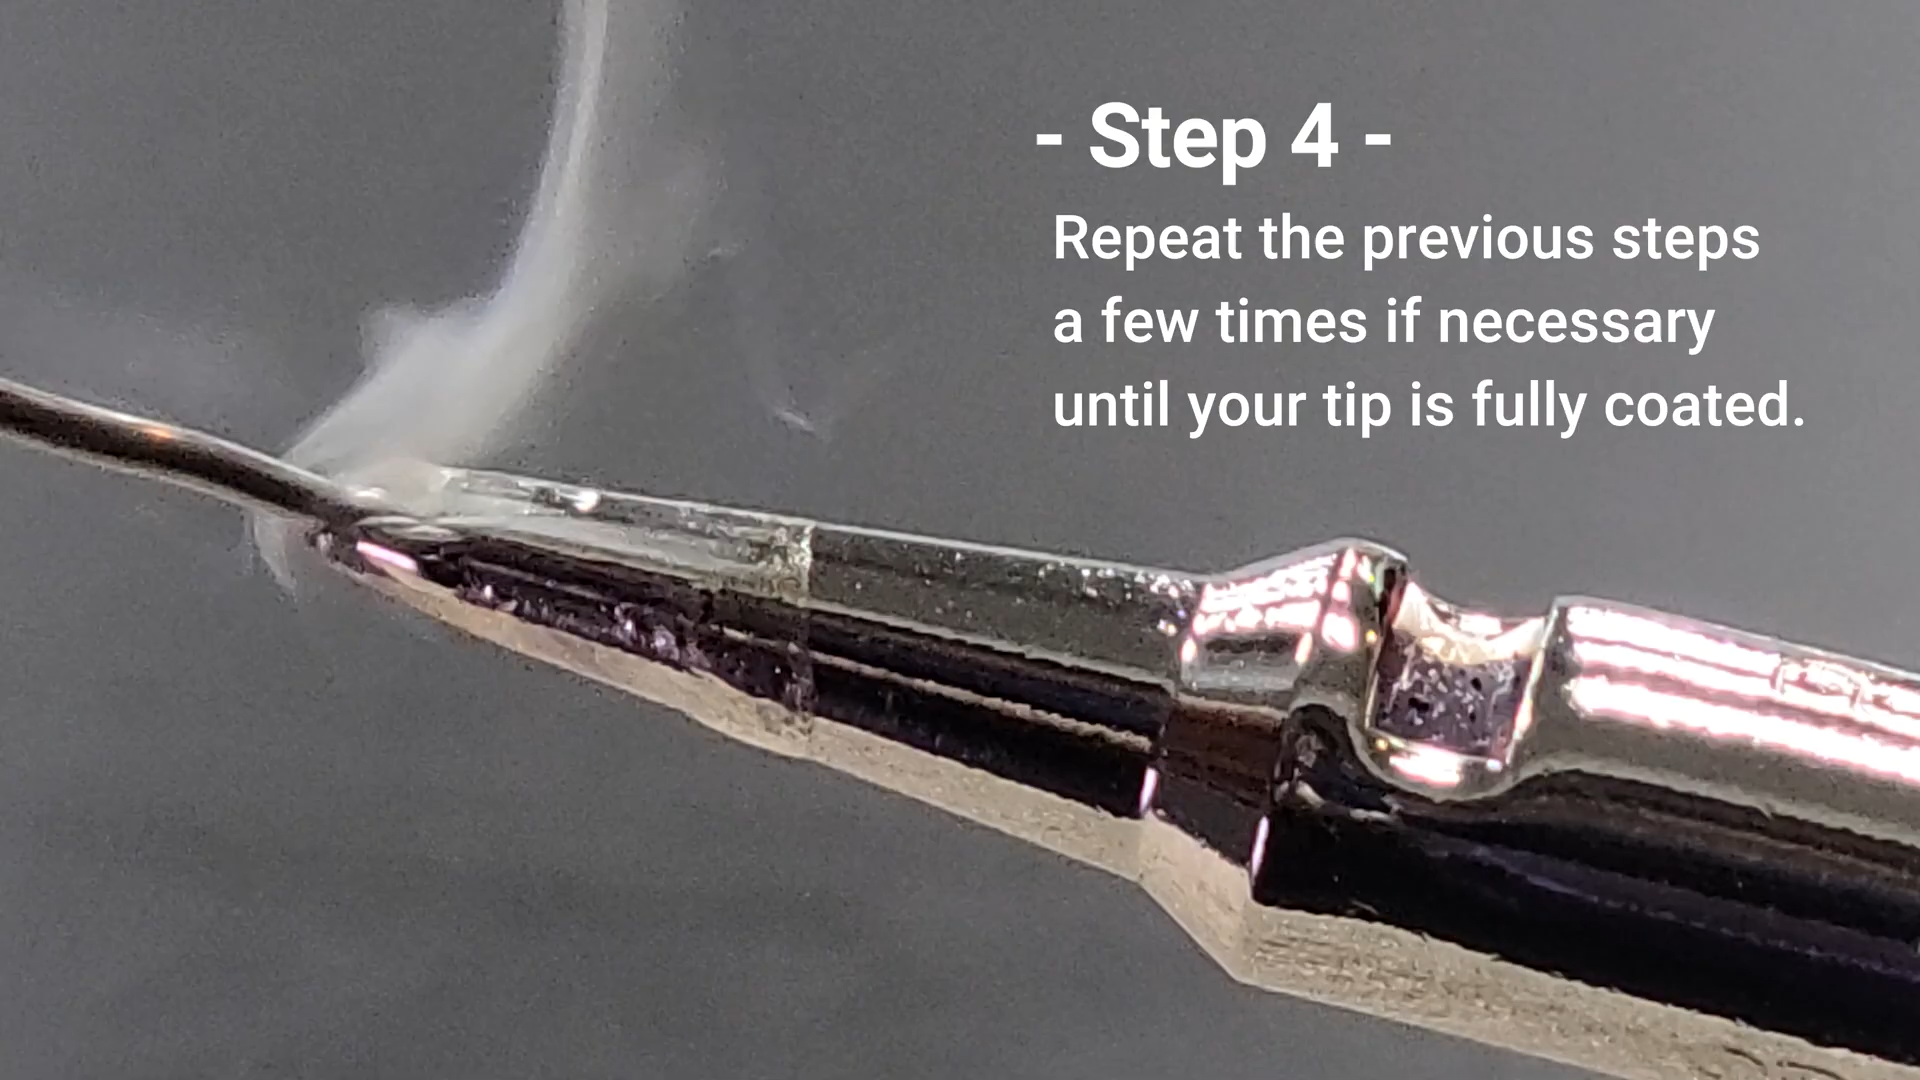 - Step 4 -
Repeat the previous steps
a few times if necessary
until your tip is fully coated.